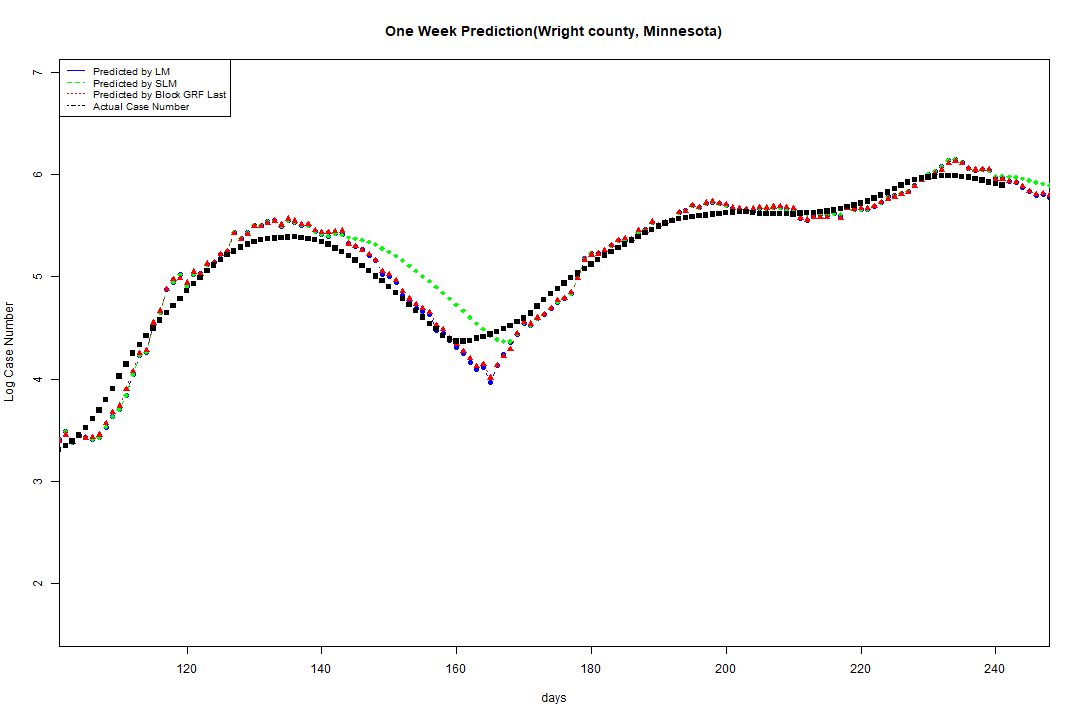 One Week Prediction(Wright county, Minnesota)
Predicted by LM
Predicted by SLM
Predicted by Block GRF Last
Actual Case Number
7
6
5
4
3
2
Log Case Number
120 140 160 180 200 220 240
days